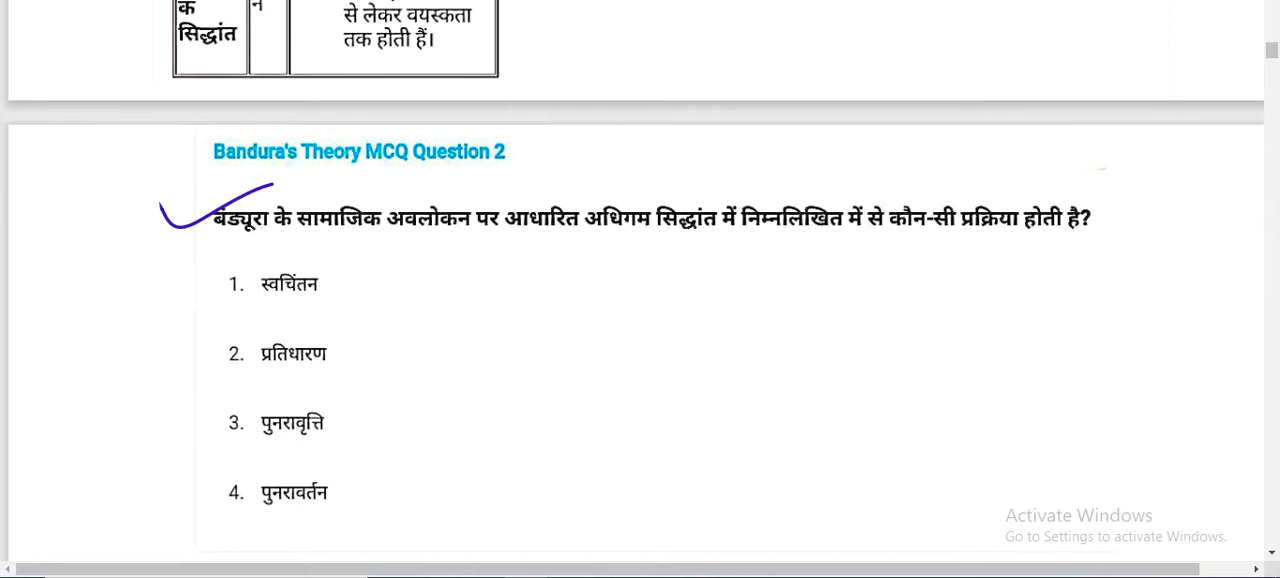 क
न
से लेकर वयस्कता
सिद्धांत
तक होती हैं।
Bandura's Theory MCQ Question 2
बंड्यूरा के सामाजिक अवलोकन पर आधारित अधिगम सिद्धांत में निम्नलिखित में से कौन-सी प्रक्रिया होती है?
1. स्वचिंतन
2. प्रतिधारण
3. पुनरावृत्ति
4. पुनरावर्तन
Activate Windows
Go to Settings to activate Windows.